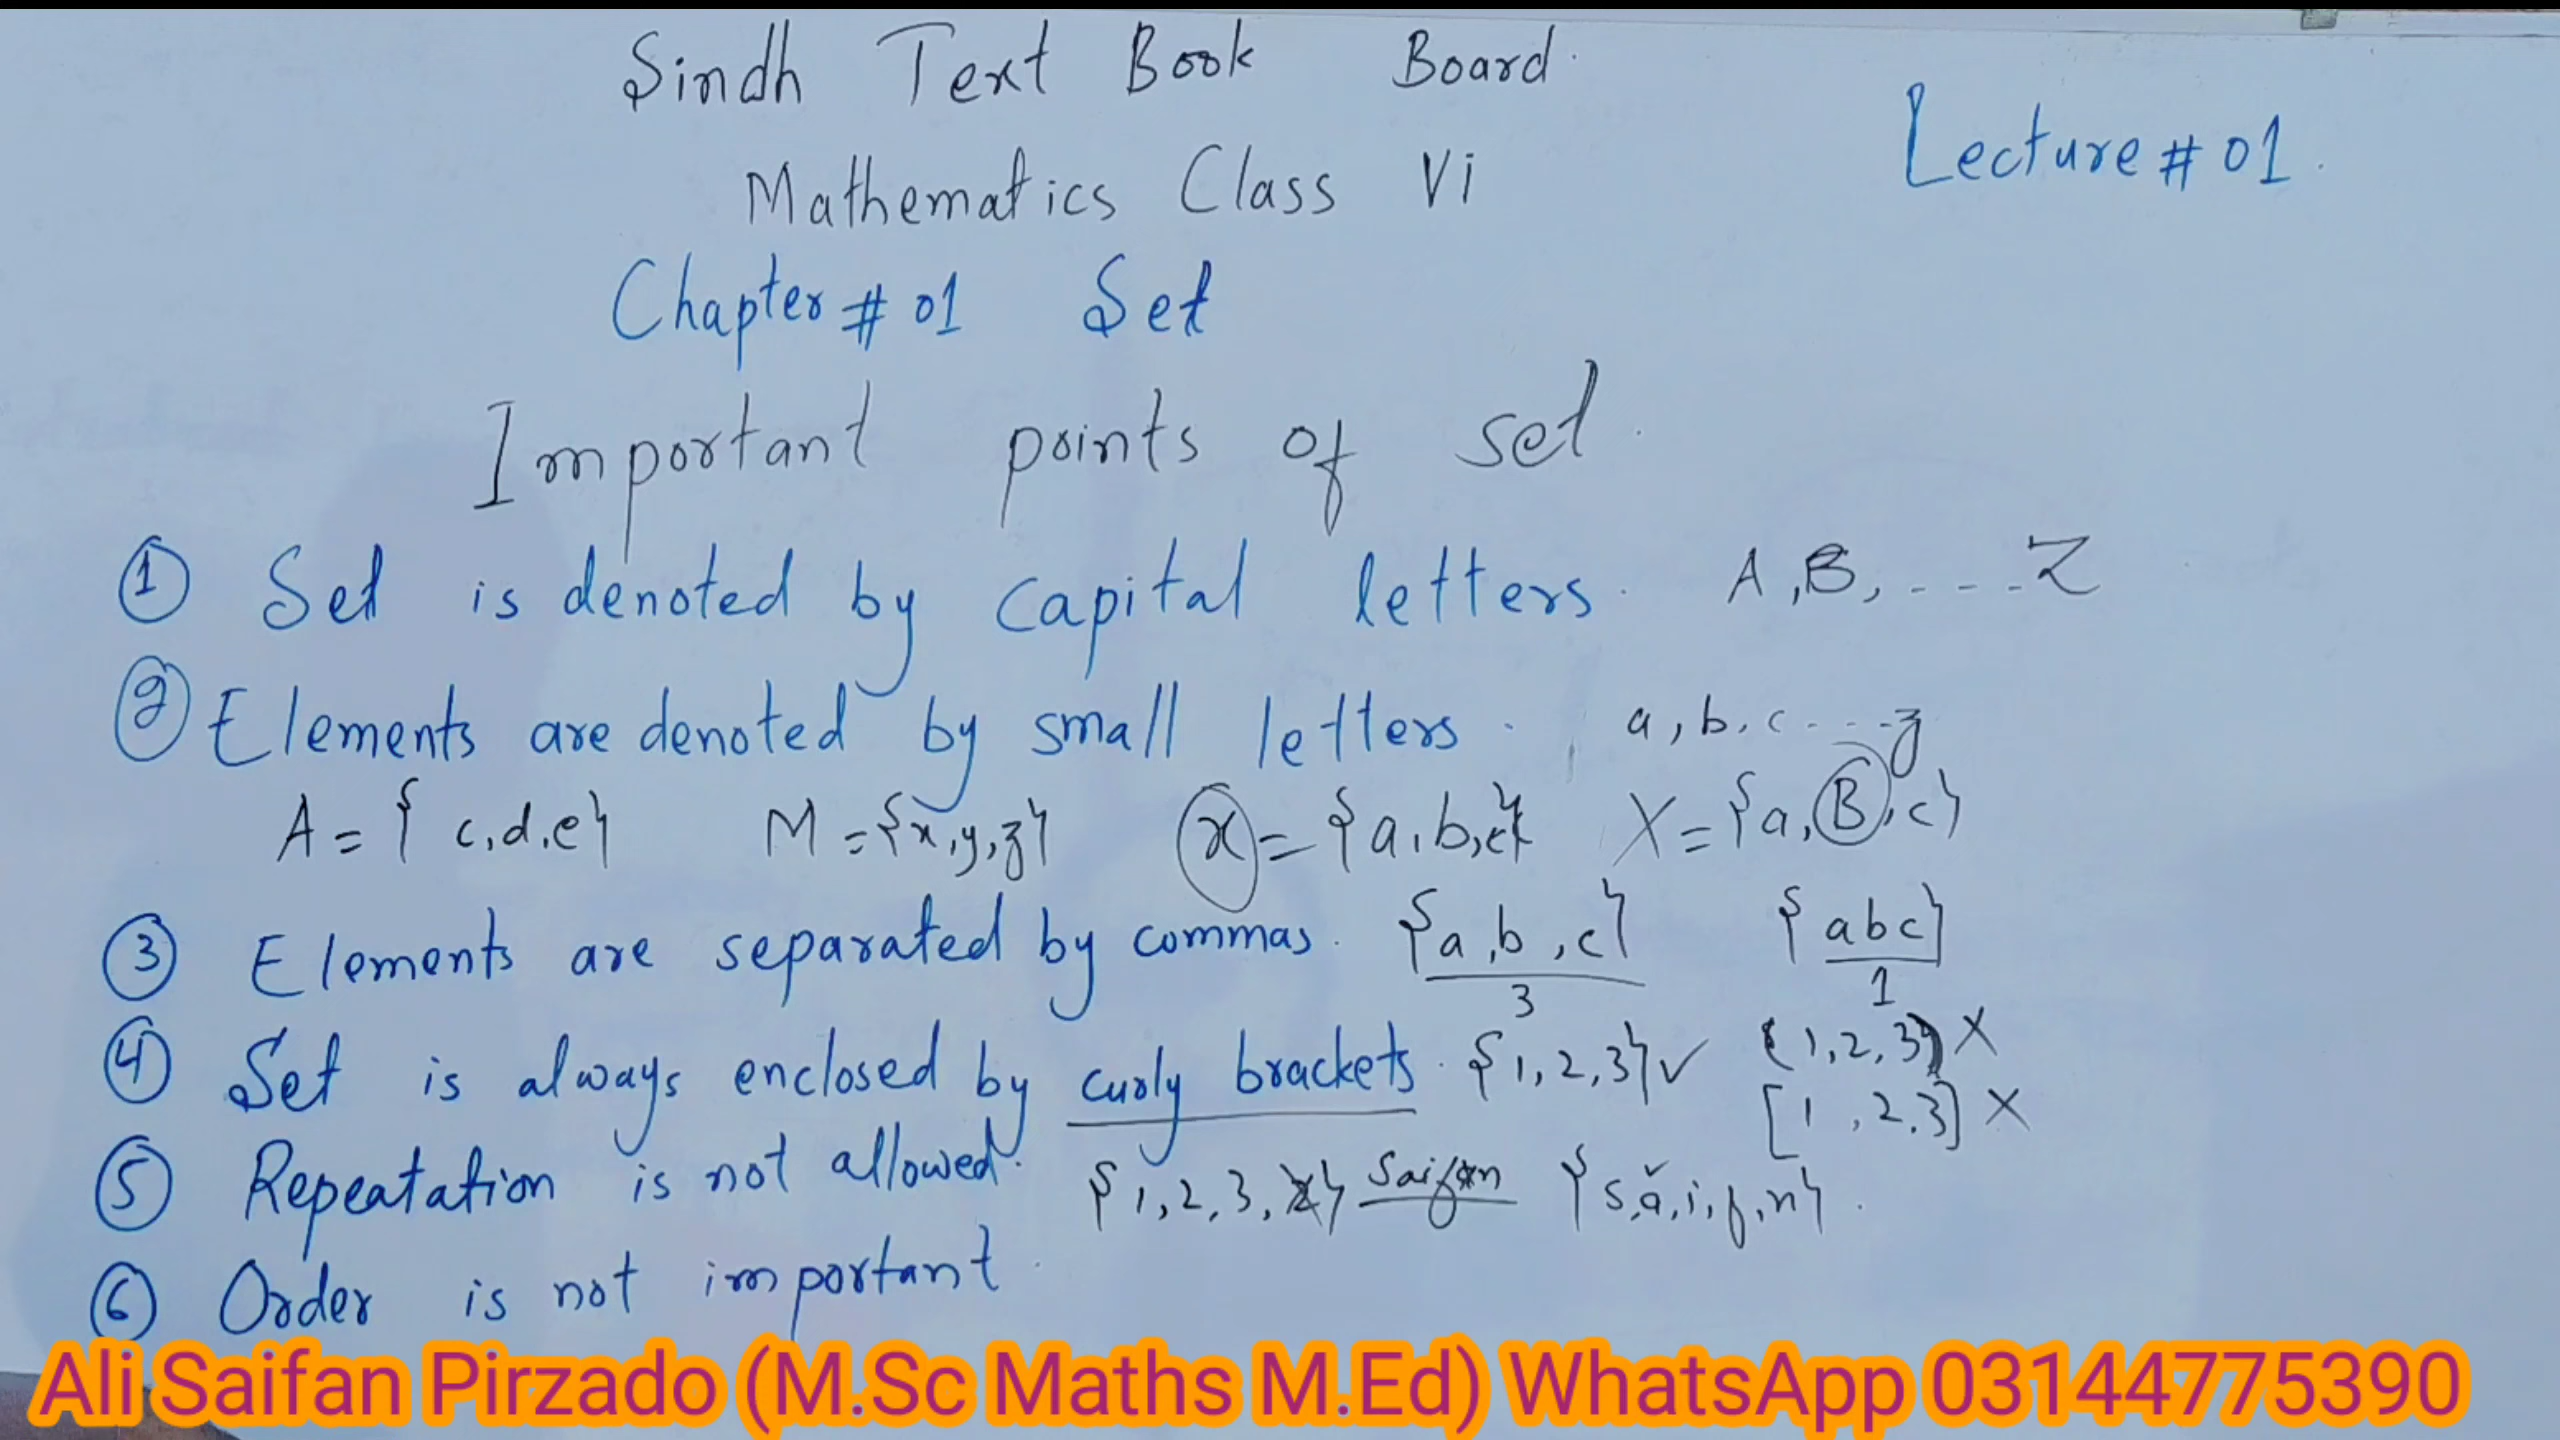 Sindh Text Book Board.
Lecture # 01.
Mathematics Class Vi
Chapter # 01 Set
Important points of set.
① Set is denoted by capital letters. A, B, - - - . Z
② Elements are denoted by small letters. a, b, c - - - z
A = { c, d, e} M = {x, y, z} x = {a, b, c} X = {a, B, c}
③ Elements are separated by commas. {a, b, c} {abc}
3 1
④ Set is always enclosed by curly brackets. {1, 2, 3} ✓ (1, 2, 3) X
[1, 2, 3] X
⑤ Repeatation is not allowed. {1, 2, 3, 2} Saifan {s, a, i, f, n}.
⑥ Order is not important.
Ali Saifan Pirzado (M.Sc Maths M.Ed) WhatsApp 03144775390